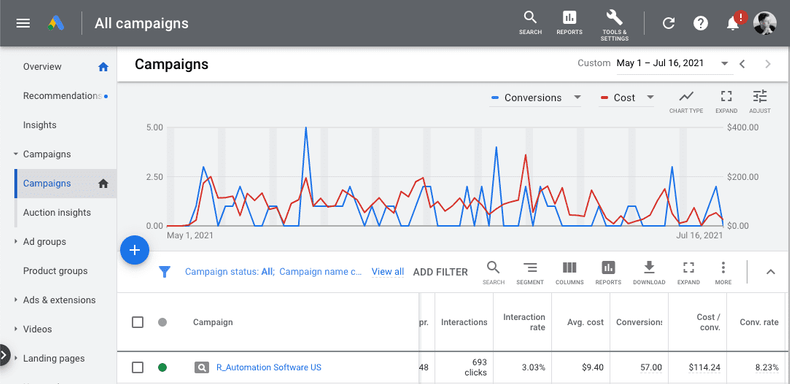 All campaigns
SEARCH
REPORTS
TOOLS &
SETTINGS
!
Overview
Recommendations
Insights
Campaigns
Campaigns
Auction insights
Ad groups
Product groups
Ads & extensions
Videos
Landing pages
Campaigns
Custom May 1 – Jul 16, 2021
Conversions
Cost
CHART TYPE
EXPAND
ADJUST
5.00
2.50
0.00
$400.00
$200.00
$0.00
May 1, 2021
Jul 16, 2021
Campaign status: All; Campaign name c...
View all
ADD FILTER
SEARCH
SEGMENT
COLUMNS
REPORTS
DOWNLOAD
EXPAND
MORE
Campaign
pr.
Interactions
Interaction
rate
Avg. cost
Conversions
Cost /
conv.
Conv. rate
R_Automation Software US
48
693
clicks
3.03%
$9.40
57.00
$114.24
8.23%